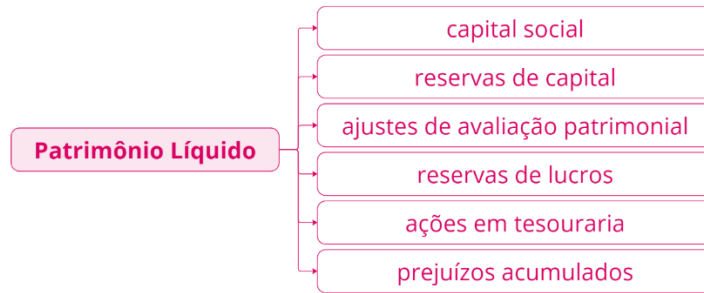 Patrimônio Líquido
capital social
reservas de capital
ajustes de avaliação patrimonial
reservas de lucros
ações em tesouraria
prejuízos acumulados